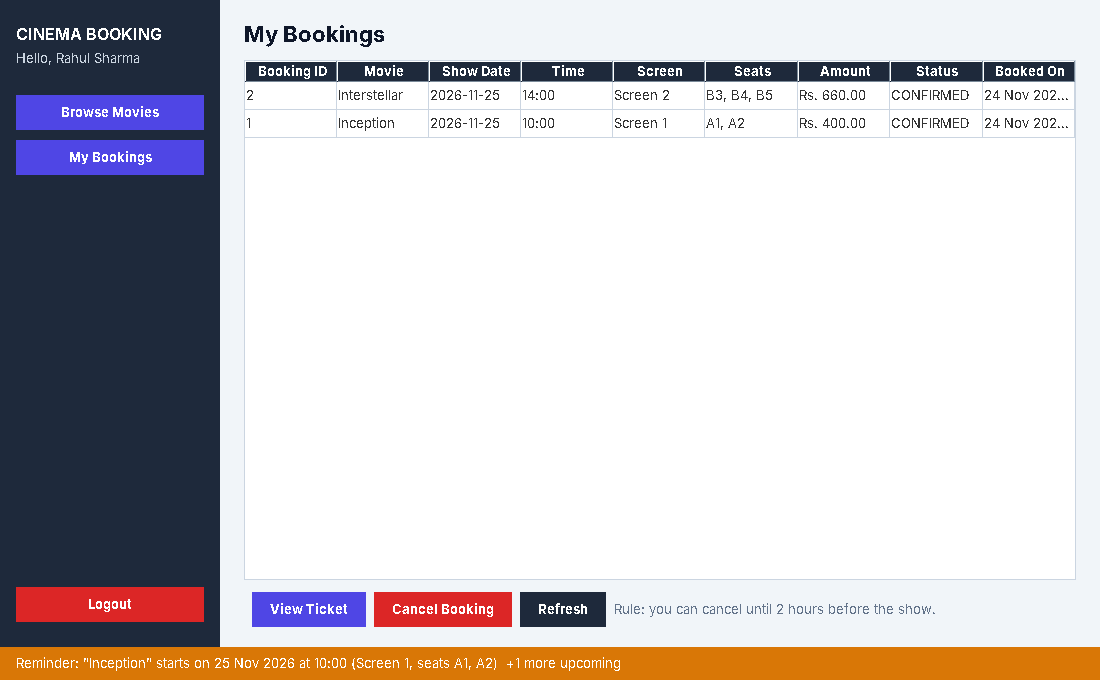 CINEMA BOOKING
Hello, Rahul Sharma
Browse Movies
My Bookings
Logout
My Bookings
Booking ID Movie Show Date Time Screen Seats Amount Status Booked On
2 Interstellar 2026-11-25 14:00 Screen 2 B3, B4, B5 Rs. 660.00 CONFIRMED 24 Nov 202...
1 Inception 2026-11-25 10:00 Screen 1 A1, A2 Rs. 400.00 CONFIRMED 24 Nov 202...
View Ticket Cancel Booking Refresh Rule: you can cancel until 2 hours before the show.
Reminder: "Inception" starts on 25 Nov 2026 at 10:00 (Screen 1, seats A1, A2) +1 more upcoming